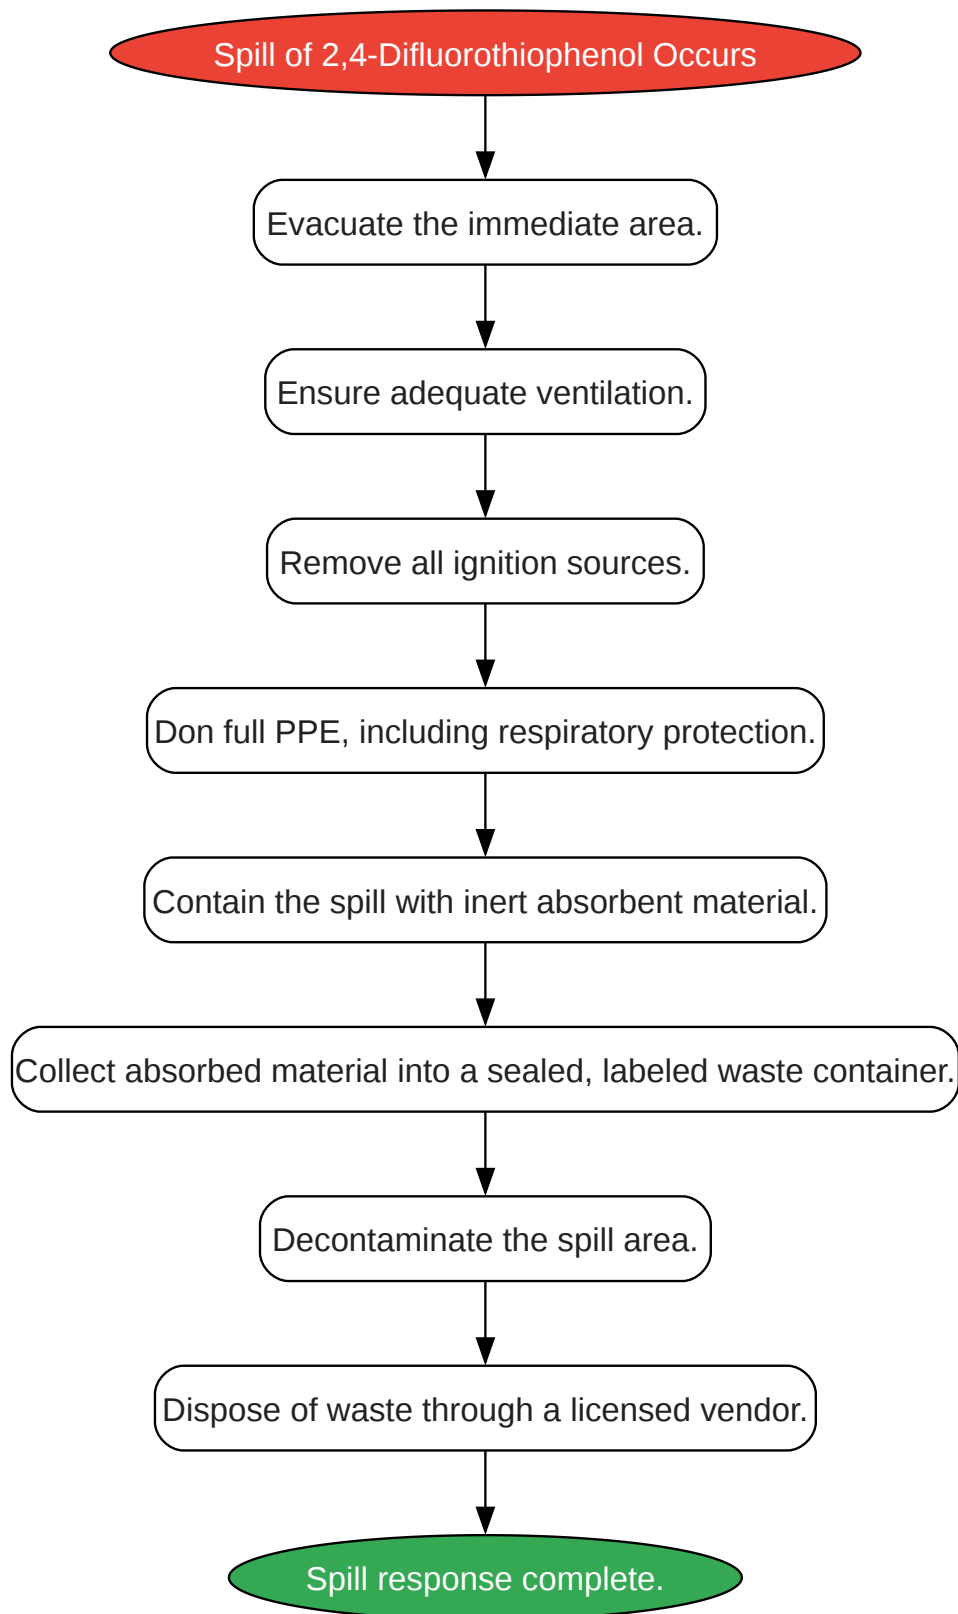 Spill of 2,4-Difluorothiophenol Occurs
Evacuate the immediate area.
Ensure adequate ventilation.
Remove all ignition sources.
Don full PPE, including respiratory protection.
Contain the spill with inert absorbent material.
Collect absorbed material into a sealed, labeled waste container.
Decontaminate the spill area.
Dispose of waste through a licensed vendor.
Spill response complete.